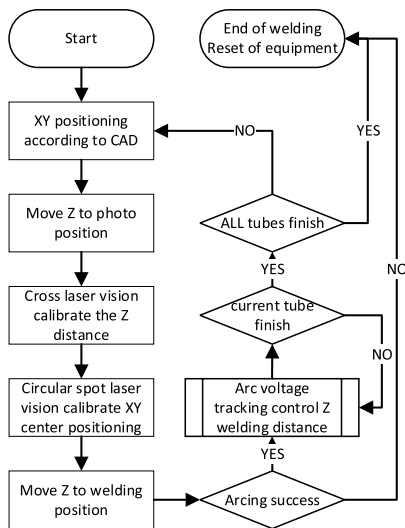 Start
XY positioning
according to CAD
Move Z to photo
position
Cross laser vision
calibrate the Z
distance
Circular spot laser
vision calibrate XY
center positioning
Move Z to welding
position
End of welding
Reset of equipment
NO
YES
ALL tubes finish
YES
NO
current tube
finish
NO
Arc voltage
tracking control Z
welding distance
YES
Arcing success